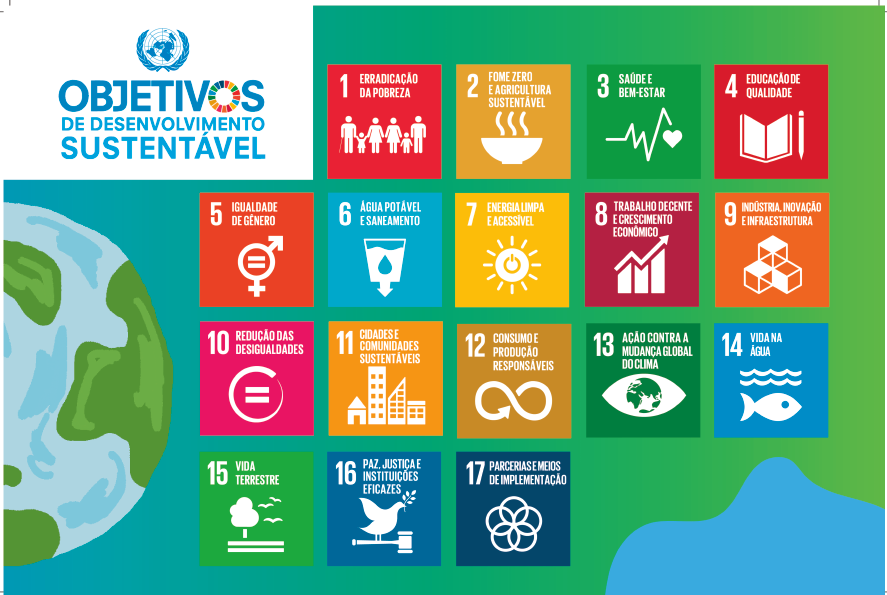 OBJETIVOS
DE DESENVOLVIMENTO
SUSTENTÁVEL
1 ERRADICAÇÃO
DA POBREZA
2 FOME ZERO
E AGRICULTURA
SUSTENTÁVEL
3 SAÚDE E
BEM-ESTAR
4 EDUCAÇÃO DE
QUALIDADE
5 IGUALDADE
DE GÊNERO
6 ÁGUA POTÁVEL
E SANEAMENTO
7 ENERGIA LIMPA
E ACESSÍVEL
8 TRABALHO DECENTE
E CRESCIMENTO
ECONÔMICO
9 INDÚSTRIA, INOVAÇÃO
E INFRAESTRUTURA
10 REDUÇÃO DAS
DESIGUALDADES
11 CIDADES E
COMUNIDADES
SUSTENTÁVEIS
12 CONSUMO E
PRODUÇÃO
RESPONSÁVEIS
13 AÇÃO CONTRA A
MUDANÇA GLOBAL
DO CLIMA
14 VIDA NA
ÁGUA
15 VIDA
TERRESTRE
16 PAZ, JUSTIÇA E
INSTITUIÇÕES
EFICAZES
17 PARCERIAS E MEIOS
DE IMPLEMENTAÇÃO